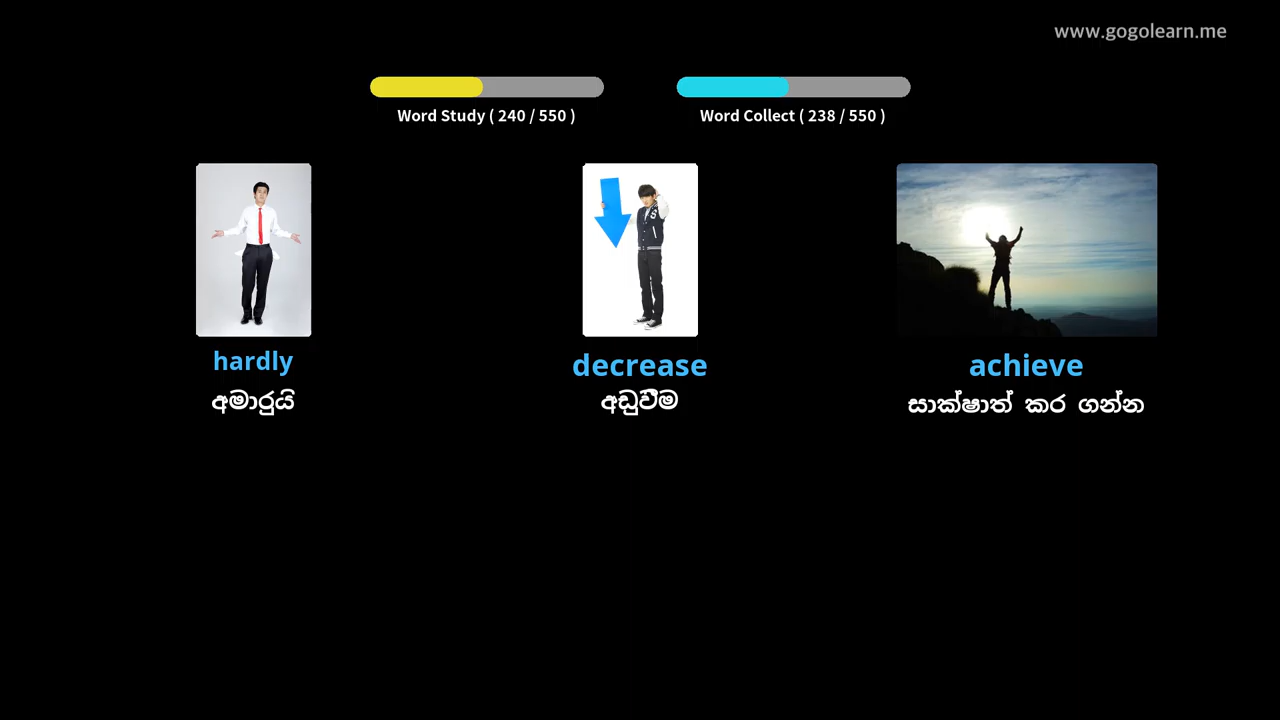 www.gogolearn.me
Word Study ( 240 / 550 )
Word Collect ( 238 / 550 )
hardly
අමාරුයි
decrease
අඩුවීම
achieve
සාක්ෂාත් කර ගන්න